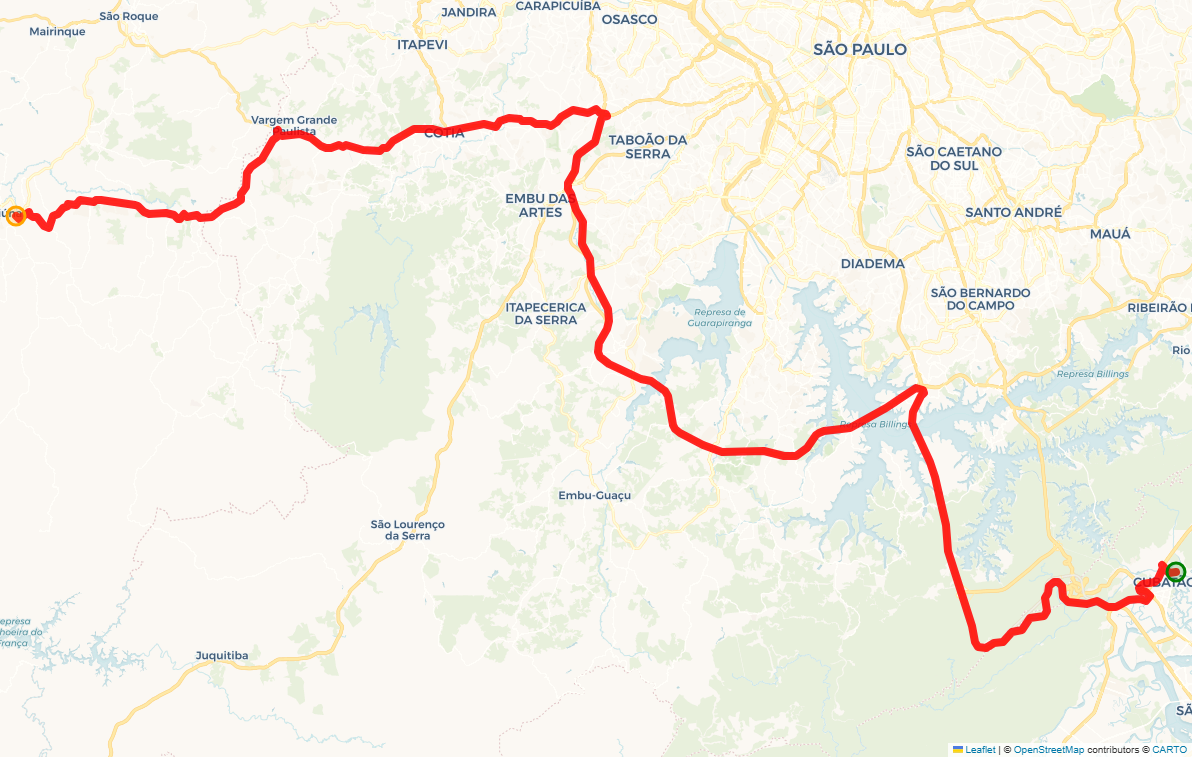 CARAPICUÍBA
JANDIRA
São Roque
OSASCO
Mairinque
ITAPEVI
SÃO PAULO
Vargem Grande
Paulista
COTIA
TABOÃO DA
SERRA
SÃO CAETANO
DO SUL
EMBU DAS
ARTES
SANTO ANDRÉ
MAUÁ
DIADEMA
SÃO BERNARDO
DO CAMPO
ITAPECERICA
DA SERRA
Represa de
Guarapiranga
RIBEIRÃO
Rio
Represa Billings
Represa Billings
Embu-Guaçu
São Lourenço
da Serra
CUBATÃO
Juquitiba
França
SÃ
Leaflet | © OpenStreetMap contributors © CARTO